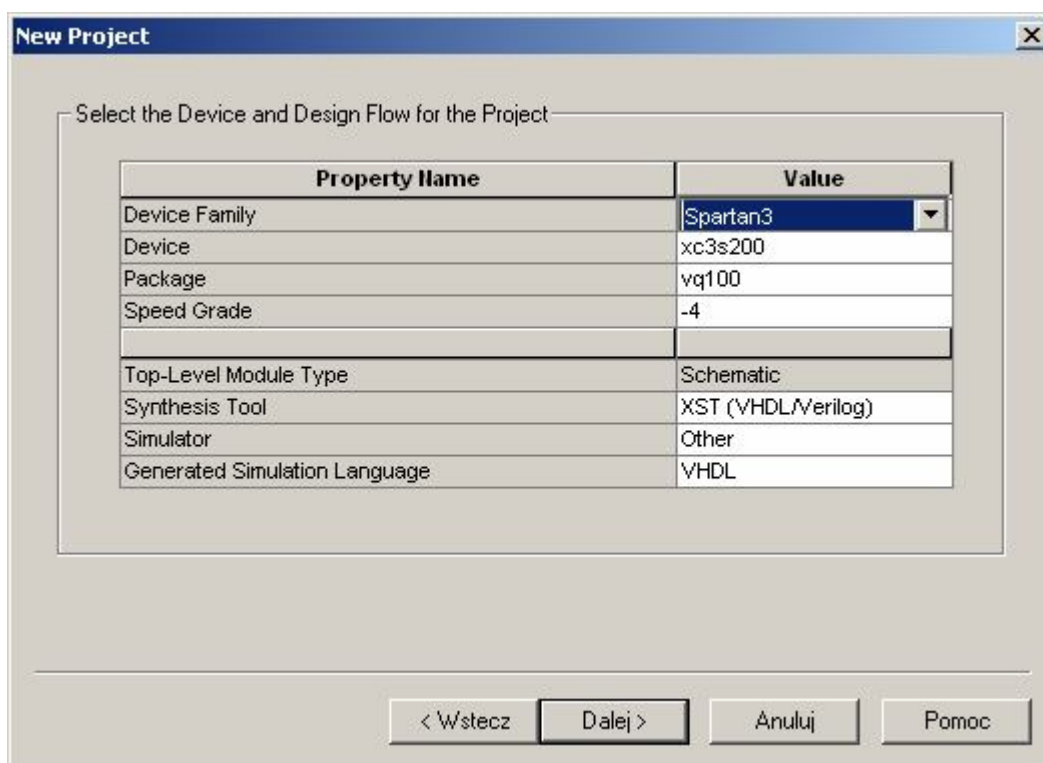 New Project
Select the Device and Design Flow for the Project
Property Name Value
Device Family Spartan3
Device xc3s200
Package vq100
Speed Grade -4
Top-Level Module Type Schematic
Synthesis Tool XST (VHDL/Verilog)
Simulator Other
Generated Simulation Language VHDL
< Wstecz Dalej > Anuluj Pomoc